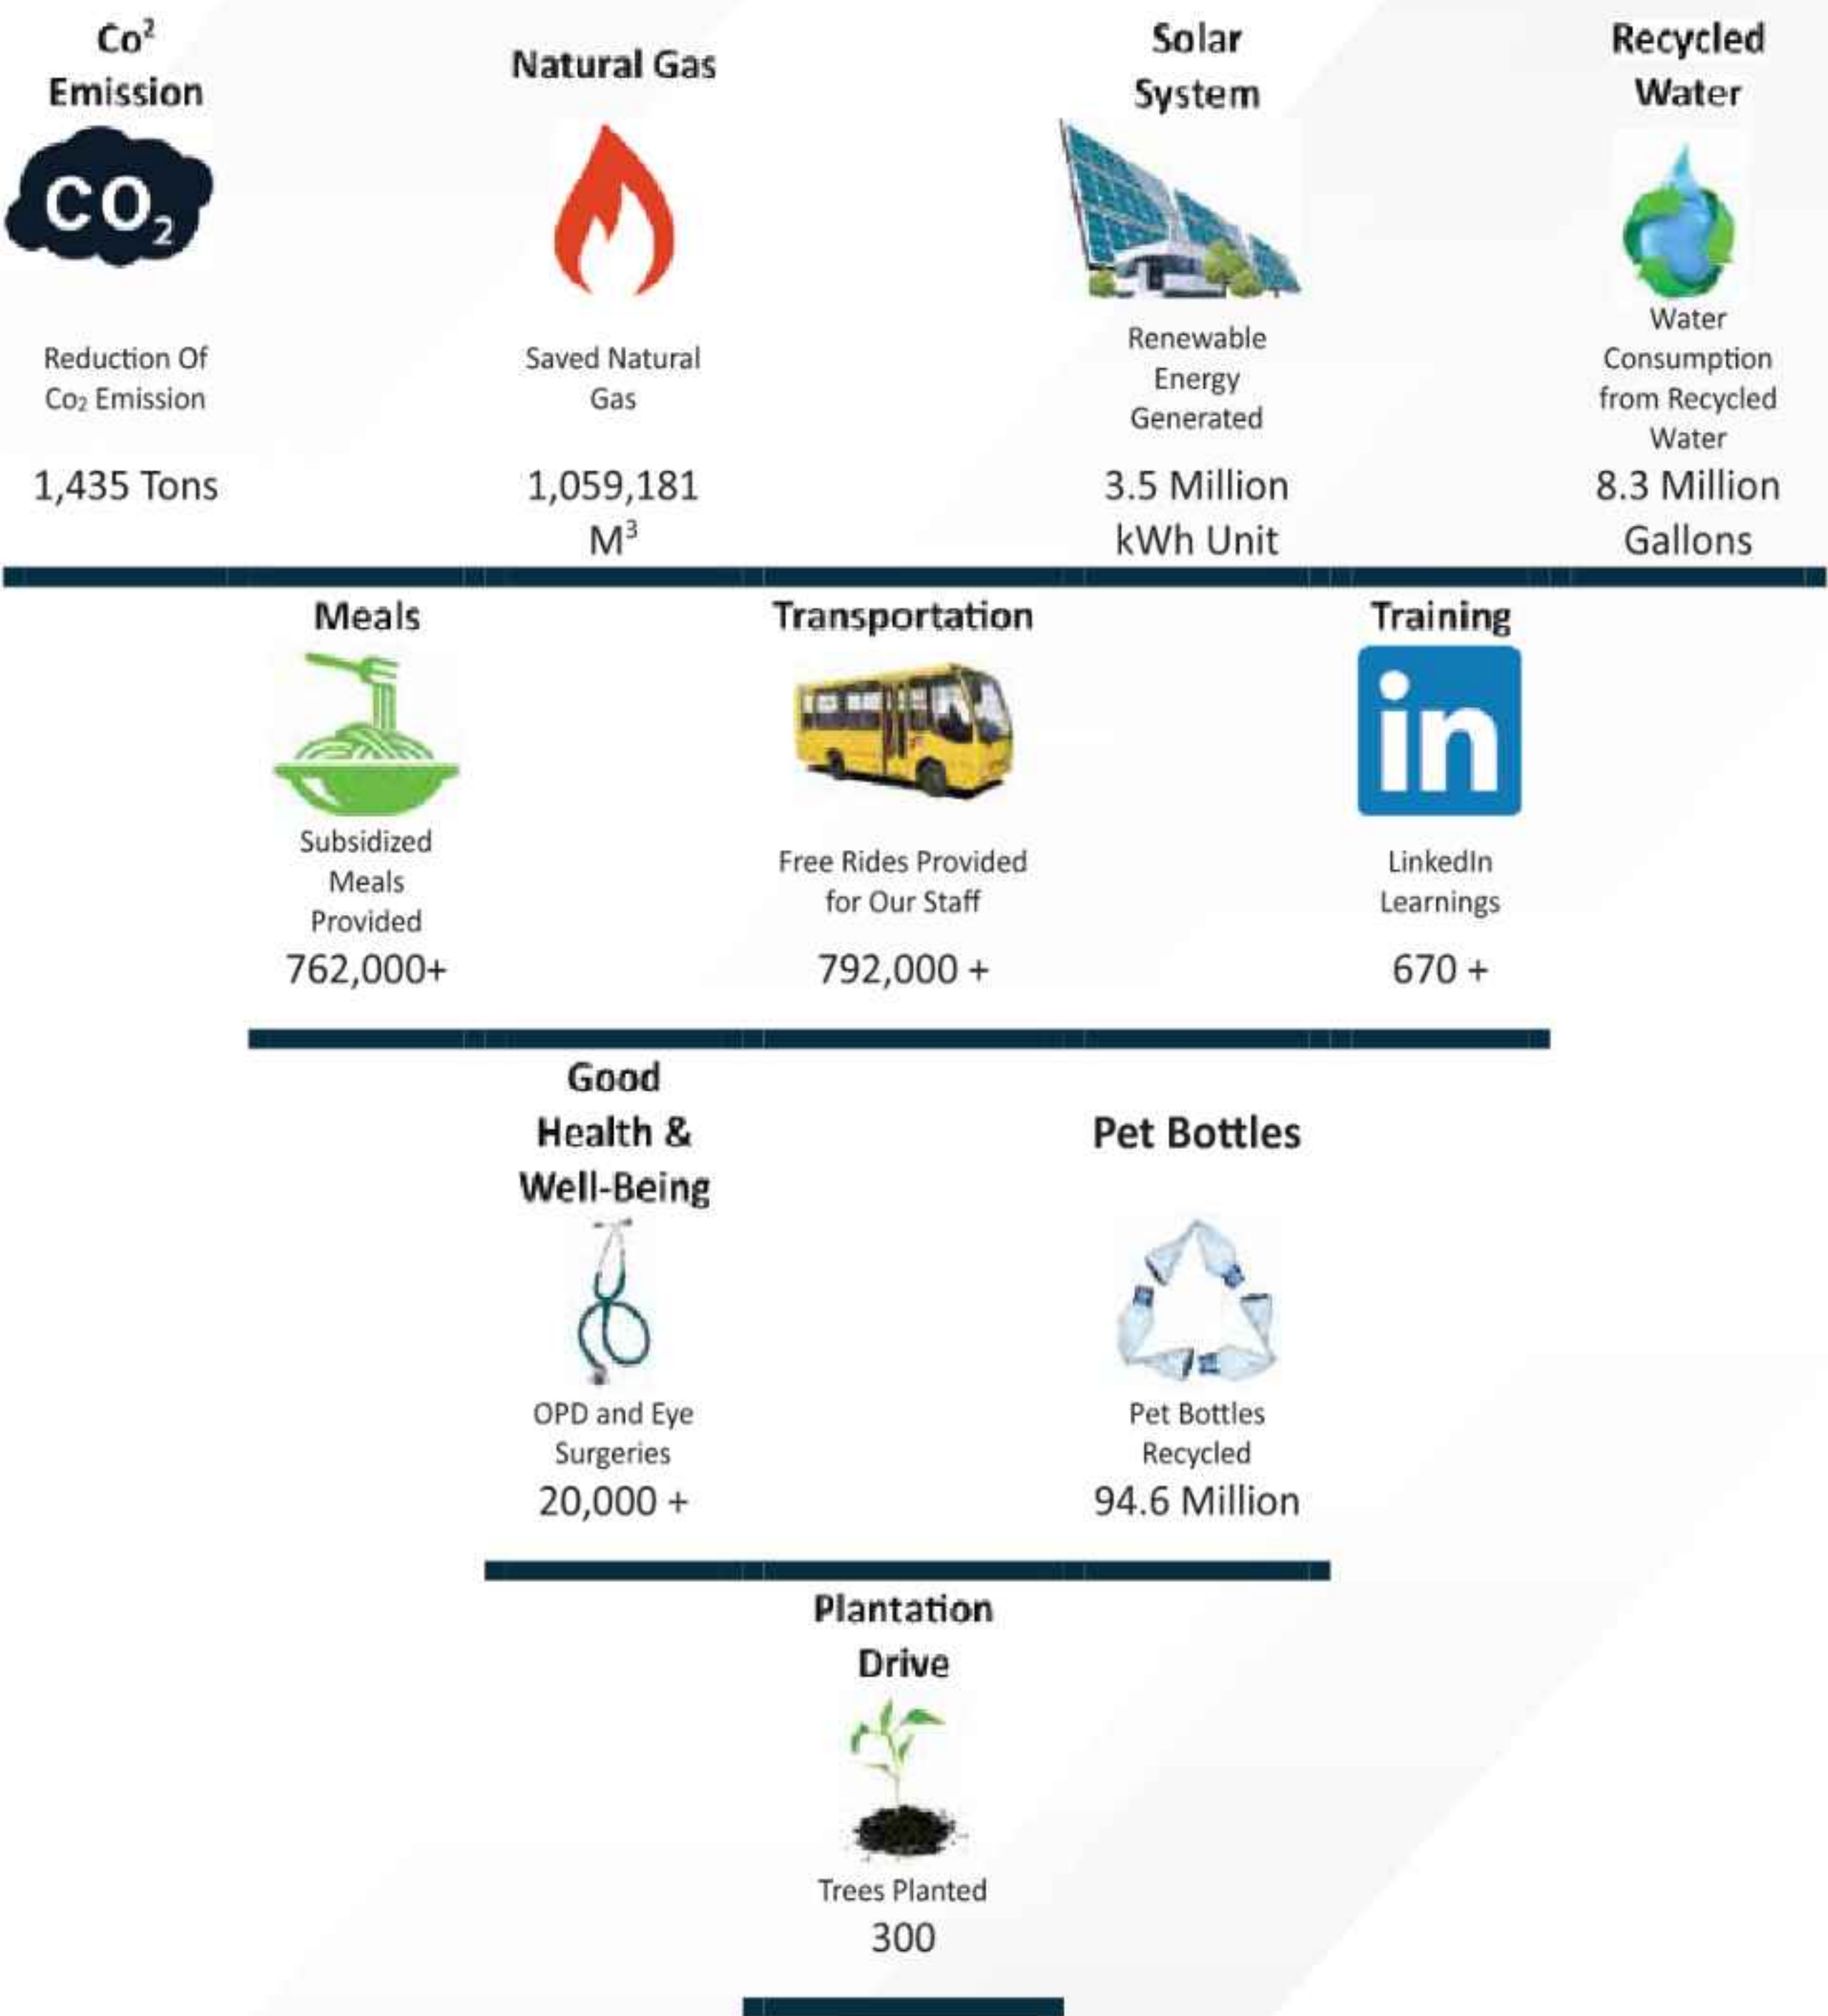 Co²
Emission
CO₂
Reduction Of
Co₂ Emission
1,435 Tons
Natural Gas
Saved Natural
Gas
1,059,181
M³
Solar
System
Renewable
Energy
Generated
3.5 Million
kWh Unit
Recycled
Water
Water
Consumption
from Recycled
Water
8.3 Million
Gallons
Meals
Subsidized
Meals
Provided
762,000+
Transportation
Free Rides Provided
for Our Staff
792,000 +
Training
in
LinkedIn
Learnings
670 +
Good
Health &
Well-Being
OPD and Eye
Surgeries
20,000 +
Pet Bottles
Pet Bottles
Recycled
94.6 Million
Plantation
Drive
Trees Planted
300